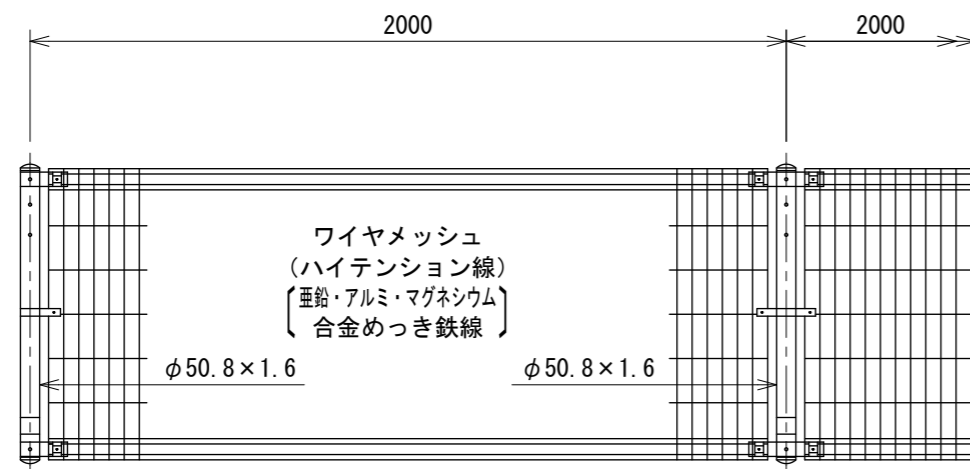 2000
2000
ワイヤメッシュ
(ハイテンション線)
亜鉛・アルミ・マグネシウム
合金めっき鉄線
φ50.8×1.6
φ50.8×1.6